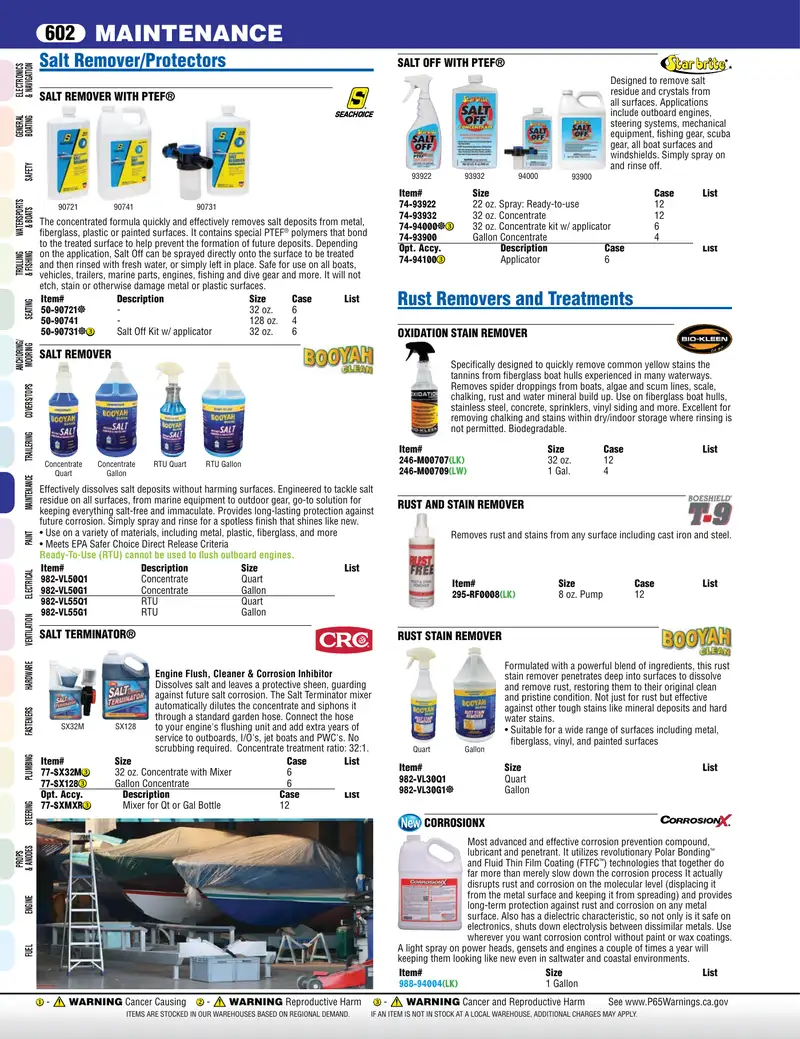 602 MAINTENANCE
ELECTRONICS & NAVIGATION
GENERAL BOATING
SAFETY
WATERSPORTS & BOATS
TROLLING & FISHING
SEATING
ANCHORING/ MOORING
COVERS/TOPS
TRAILERING
MAINTENANCE
PAINT
ELECTRICAL
VENTILATION
HARDWARE
FASTENERS
PLUMBING
STEERING
PROPS & ANODES
ENGINE
FUEL
Salt Remover/Protectors
SALT REMOVER WITH PTEF®
SEACHOICE
90721 90741 90731
The concentrated formula quickly and effectively removes salt deposits from metal,
fiberglass, plastic or painted surfaces. It contains special PTEF® polymers that bond
to the treated surface to help prevent the formation of future deposits. Depending
on the application, Salt Off can be sprayed directly onto the surface to be treated
and then rinsed with fresh water, or simply left in place. Safe for use on all boats,
vehicles, trailers, marine parts, engines, fishing and dive gear and more. It will not
etch, stain or otherwise damage metal or plastic surfaces.
Item# Description Size Case List
50-90721 - 32 oz. 6
50-90741 - 128 oz. 4
50-90731 3 Salt Off Kit w/ applicator 32 oz. 6
SALT REMOVER
BOOYAH CLEAN
Concentrate Quart
Concentrate Gallon
RTU Quart
RTU Gallon
Effectively dissolves salt deposits without harming surfaces. Engineered to tackle salt
residue on all surfaces, from marine equipment to outdoor gear, go-to solution for
keeping everything salt-free and immaculate. Provides long-lasting protection against
future corrosion. Simply spray and rinse for a spotless finish that shines like new.
• Use on a variety of materials, including metal, plastic, fiberglass, and more
• Meets EPA Safer Choice Direct Release Criteria
Ready-To-Use (RTU) cannot be used to flush outboard engines.
Item# Description Size List
982-VL50Q1 Concentrate Quart
982-VL50G1 Concentrate Gallon
982-VL55Q1 RTU Quart
982-VL55G1 RTU Gallon
SALT TERMINATOR®
CRC
SX32M SX128
Engine Flush, Cleaner & Corrosion Inhibitor
Dissolves salt and leaves a protective sheen, guarding
against future salt corrosion. The Salt Terminator mixer
automatically dilutes the concentrate and siphons it
through a standard garden hose. Connect the hose
to your engine's flushing unit and add extra years of
service to outboards, I/O's, jet boats and PWC's. No
scrubbing required. Concentrate treatment ratio: 32:1.
Item# Size Case List
77-SX32M 3 32 oz. Concentrate with Mixer 6
77-SX128 3 Gallon Concentrate 6
Opt. Accy. Description Case List
77-SXMXR 3 Mixer for Qt or Gal Bottle 12
SALT OFF WITH PTEF®
Star brite
93922 93932 94000 93900
Designed to remove salt
residue and crystals from
all surfaces. Applications
include outboard engines,
steering systems, mechanical
equipment, fishing gear, scuba
gear, all boat surfaces and
windshields. Simply spray on
and rinse off.
Item# Size Case List
74-93922 22 oz. Spray: Ready-to-use 12
74-93932 32 oz. Concentrate 12
74-94000 3 32 oz. Concentrate kit w/ applicator 6
74-93900 Gallon Concentrate 4
Opt. Accy. Description Case List
74-94100 3 Applicator 6
Rust Removers and Treatments
OXIDATION STAIN REMOVER
BIO-KLEEN
Specifically designed to quickly remove common yellow stains the
tannins from fiberglass boat hulls experienced in many waterways.
Removes spider droppings from boats, algae and scum lines, scale,
chalking, rust and water mineral build up. Use on fiberglass boat hulls,
stainless steel, concrete, sprinklers, vinyl siding and more. Excellent for
removing chalking and stains within dry/indoor storage where rinsing is
not permitted. Biodegradable.
Item# Size Case List
246-M00707(LK) 32 oz. 12
246-M00709(LW) 1 Gal. 4
RUST AND STAIN REMOVER
BOESHIELD® T-9
Removes rust and stains from any surface including cast iron and steel.
Item# Size Case List
295-RF0008(LK) 8 oz. Pump 12
RUST STAIN REMOVER
BOOYAH CLEAN
Quart Gallon
Formulated with a powerful blend of ingredients, this rust
stain remover penetrates deep into surfaces to dissolve
and remove rust, restoring them to their original clean
and pristine condition. Not just for rust but effective
against other tough stains like mineral deposits and hard
water stains.
• Suitable for a wide range of surfaces including metal,
fiberglass, vinyl, and painted surfaces
Item# Size List
982-VL30Q1 Quart
982-VL30G1 Gallon
New CORROSIONX
CORROSIONX
Most advanced and effective corrosion prevention compound,
lubricant and penetrant. It utilizes revolutionary Polar Bonding™
and Fluid Thin Film Coating (FTFC™) technologies that together do
far more than merely slow down the corrosion process It actually
disrupts rust and corrosion on the molecular level (displacing it
from the metal surface and keeping it from spreading) and provides
long-term protection against rust and corrosion on any metal
surface. Also has a dielectric characteristic, so not only is it safe on
electronics, shuts down electrolysis between dissimilar metals. Use
wherever you want corrosion control without paint or wax coatings.
A light spray on power heads, gensets and engines a couple of times a year will
keeping them looking like new even in saltwater and coastal environments.
Item# Size List
988-94004(LK) 1 Gallon
1 - WARNING Cancer Causing 2 - WARNING Reproductive Harm 3 - WARNING Cancer and Reproductive Harm See www.P65Warnings.ca.gov
ITEMS ARE STOCKED IN OUR WAREHOUSES BASED ON REGIONAL DEMAND. IF AN ITEM IS NOT IN STOCK AT A LOCAL WAREHOUSE, ADDITIONAL CHARGES MAY APPLY.